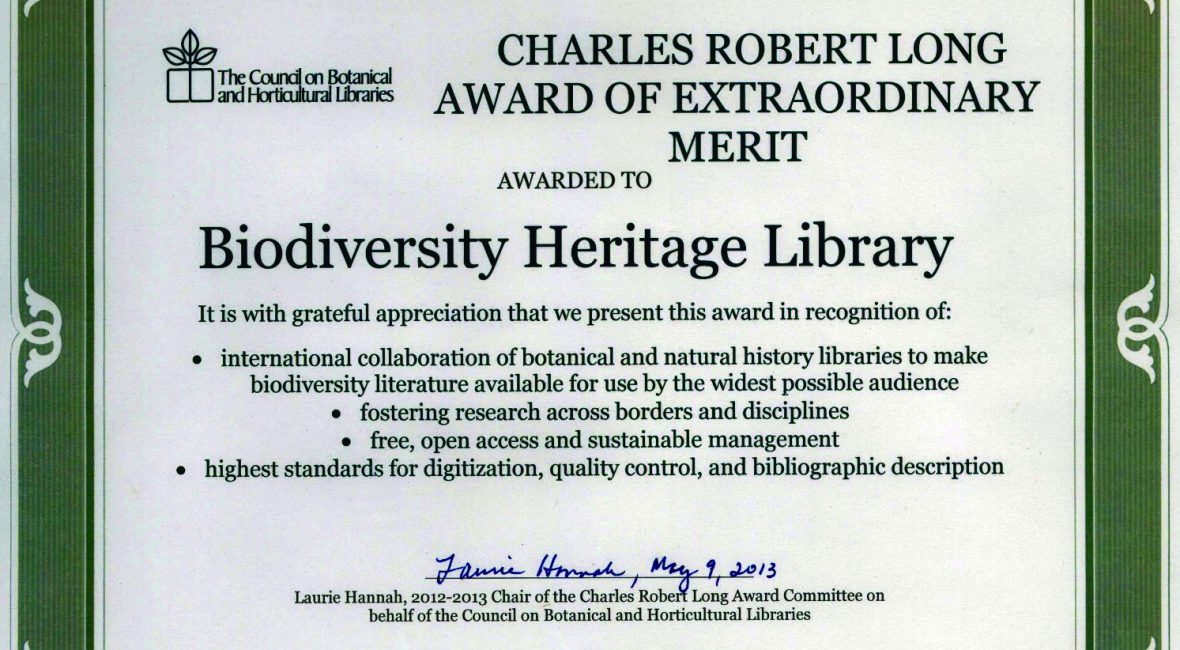 The Council on Botanical
and Horticultural Libraries
CHARLES ROBERT LONG
AWARD OF EXTRAORDINARY
MERIT
AWARDED TO
Biodiversity Heritage Library
It is with grateful appreciation that we present this award in recognition of:
• international collaboration of botanical and natural history libraries to make
biodiversity literature available for use by the widest possible audience
• fostering research across borders and disciplines
• free, open access and sustainable management
• highest standards for digitization, quality control, and bibliographic description
Laurie Hannah, May 9, 2013
Laurie Hannah, 2012-2013 Chair of the Charles Robert Long Award Committee on
behalf of the Council on Botanical and Horticultural Libraries